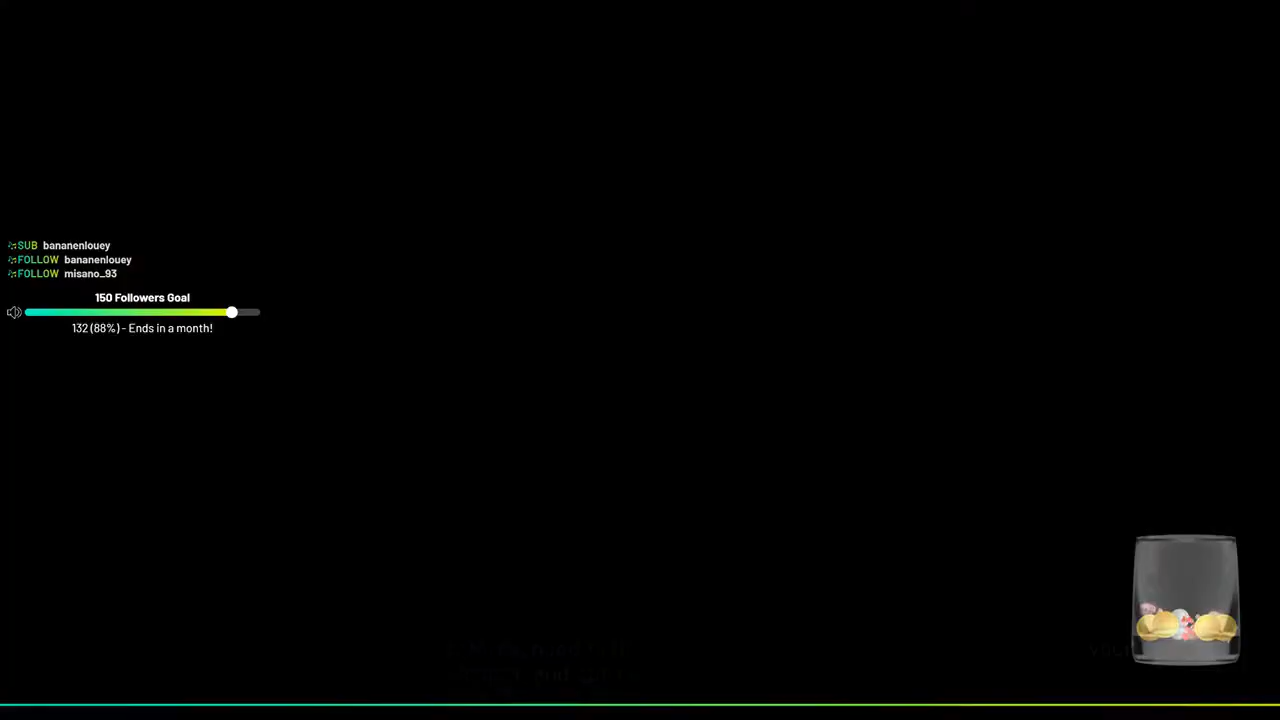 SUB bananenlouey
FOLLOW bananenlouey
FOLLOW misano_93
150 Followers Goal
132 (88%) - Ends in a month!